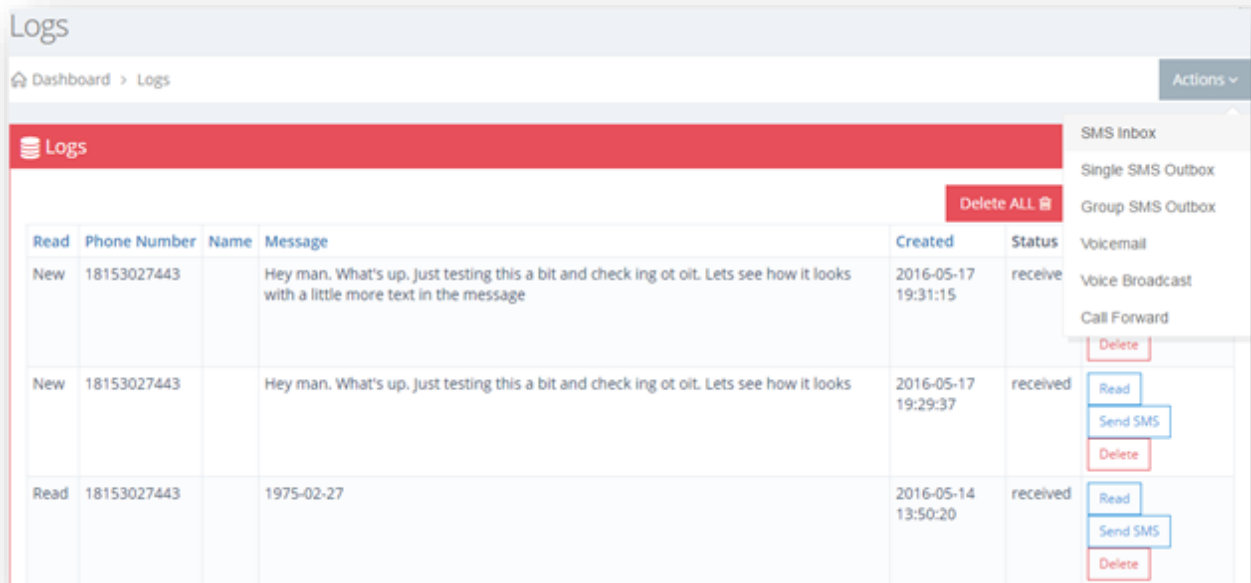 Logs
Dashboard > Logs
Actions
SMS Inbox
Single SMS Outbox
Group SMS Outbox
Voicemail
Voice Broadcast
Call Forward
Logs
Delete ALL
Read Phone Number Name Message Created Status
New 18153027443 Hey man. What's up. Just testing this a bit and check ing ot oit. Lets see how it looks 2016-05-17 receive
with a little more text in the message 19:31:15
Delete
New 18153027443 Hey man. What's up. Just testing this a bit and check ing ot oit. Lets see how it looks 2016-05-17 received Read
19:29:37
Send SMS
Delete
Read 18153027443 1975-02-27 2016-05-14 received Read
13:50:20
Send SMS
Delete